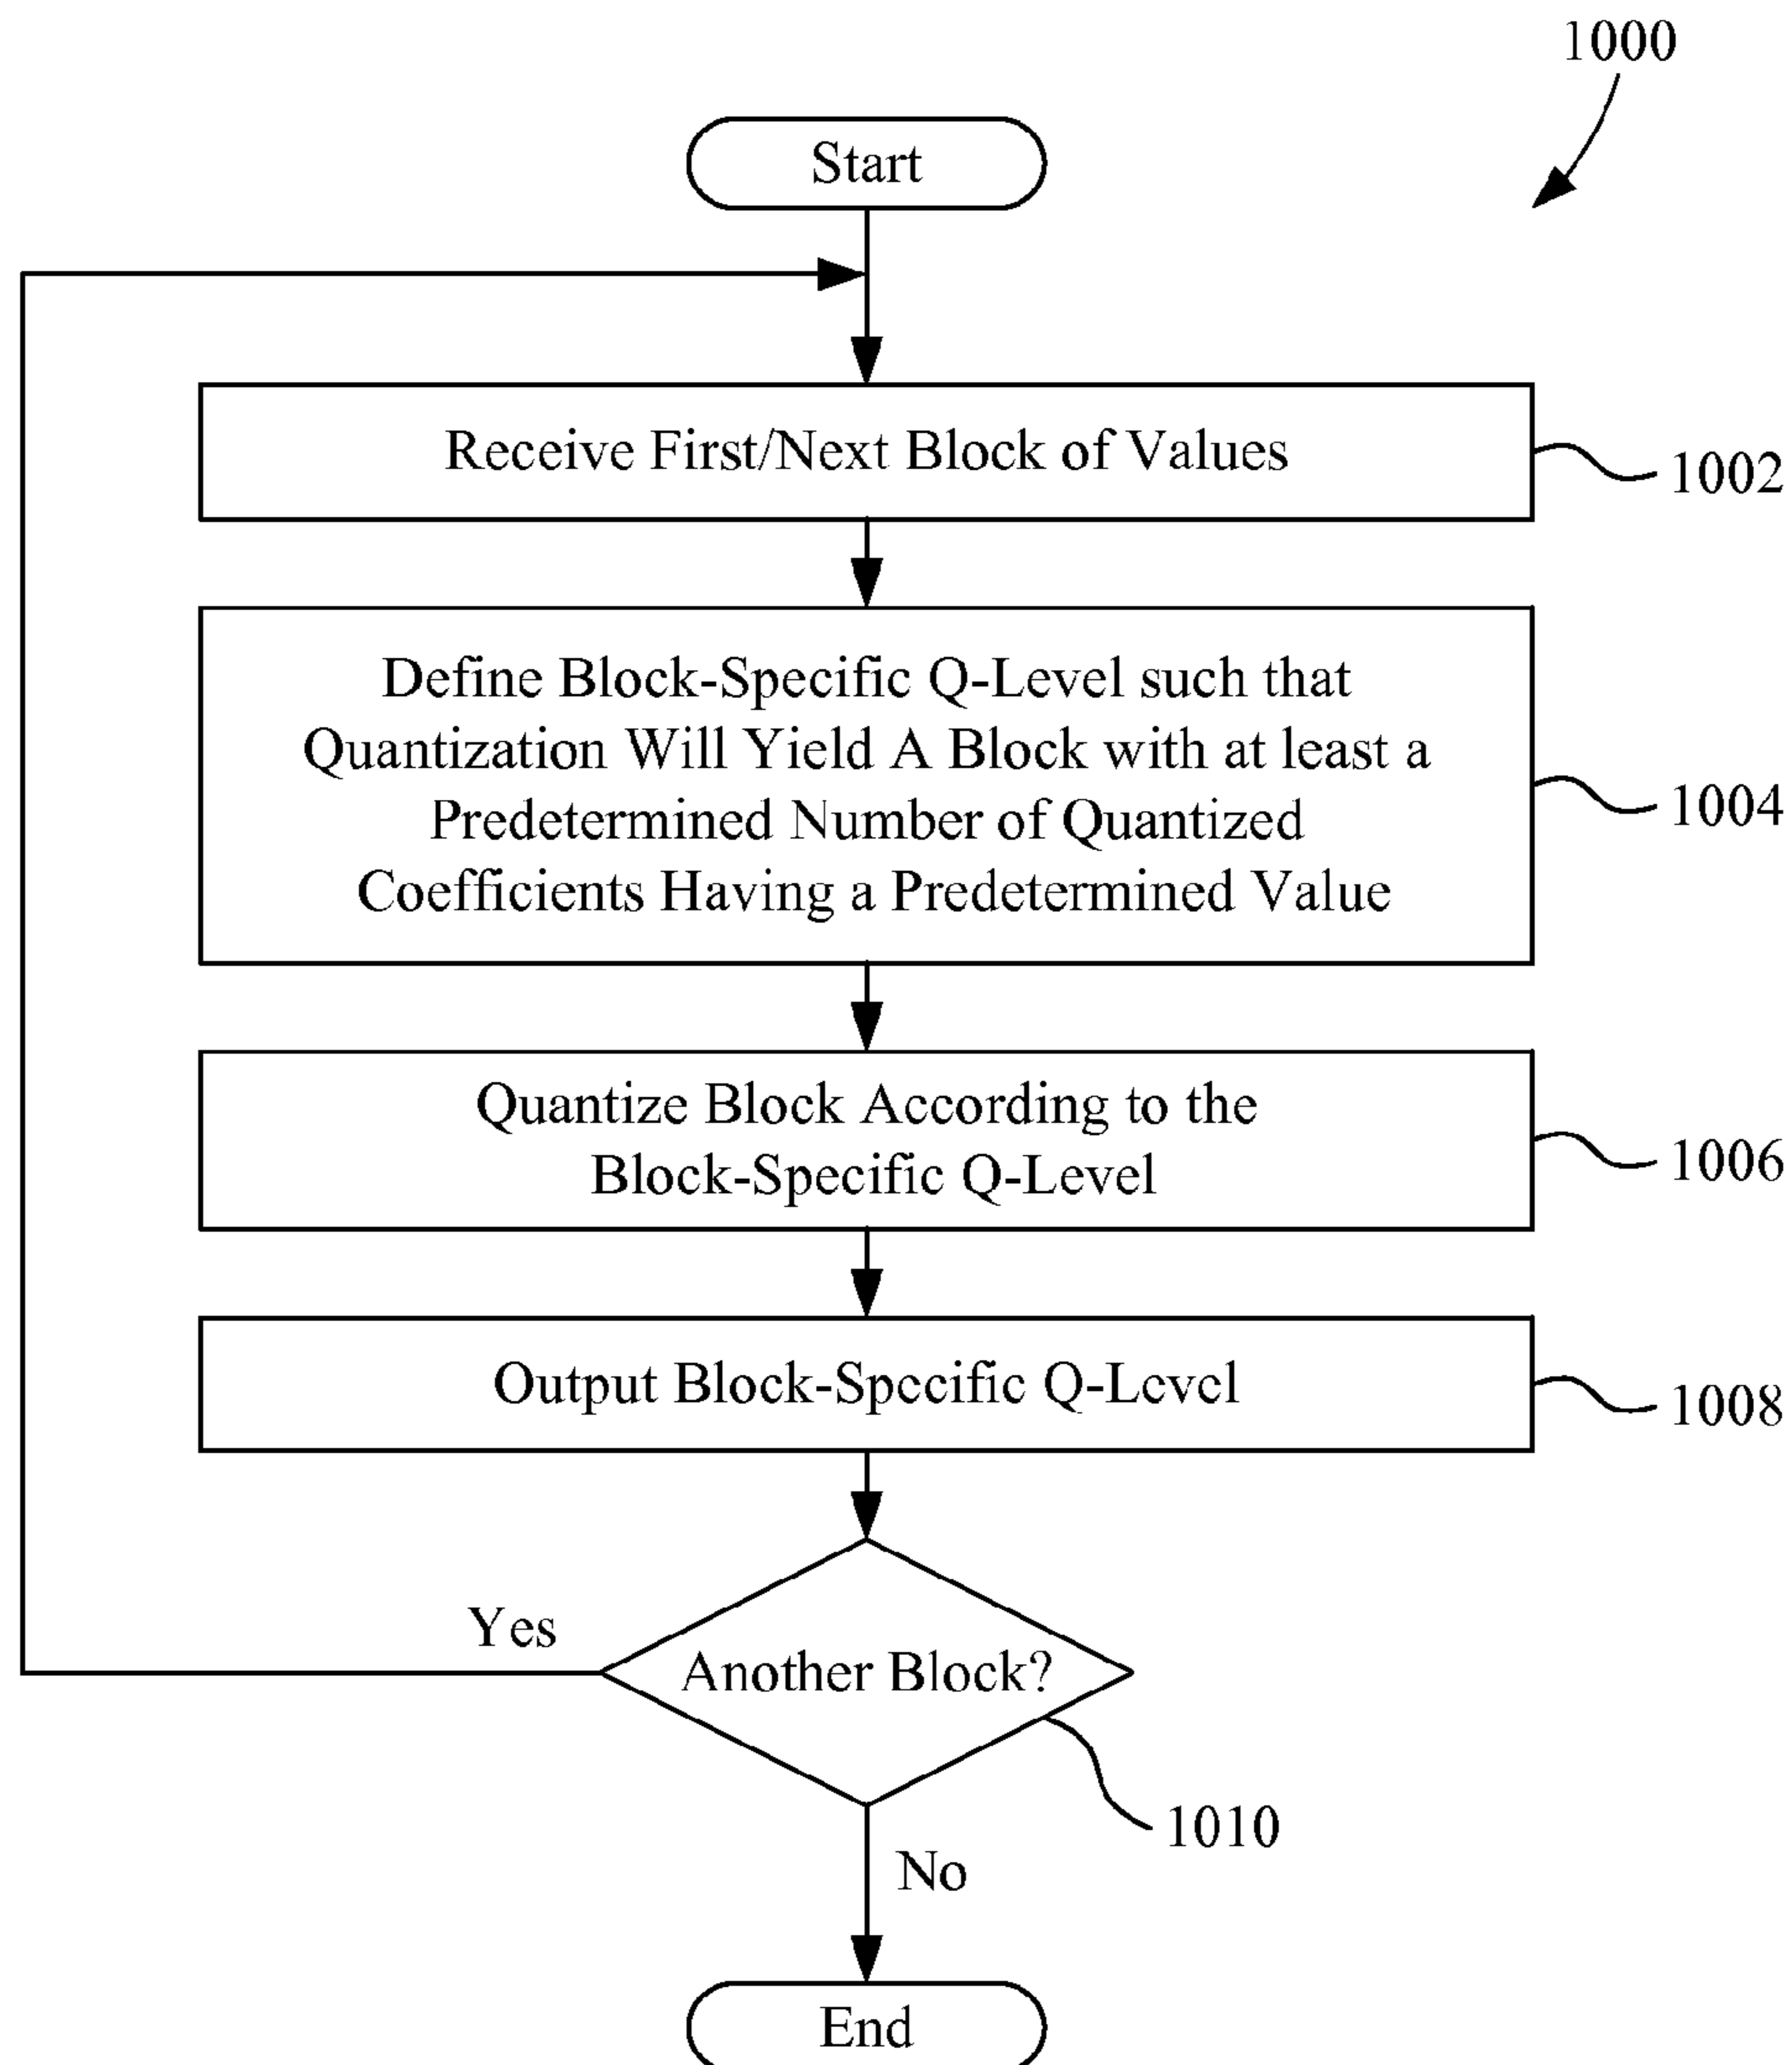 1000
Start
Receive First/Next Block of Values
1002
Define Block-Specific Q-Level such that
Quantization Will Yield A Block with at least a
Predetermined Number of Quantized
Coefficients Having a Predetermined Value
1004
Quantize Block According to the
Block-Specific Q-Level
1006
Output Block-Specific Q-Level
1008
Yes
Another Block?
1010
No
End